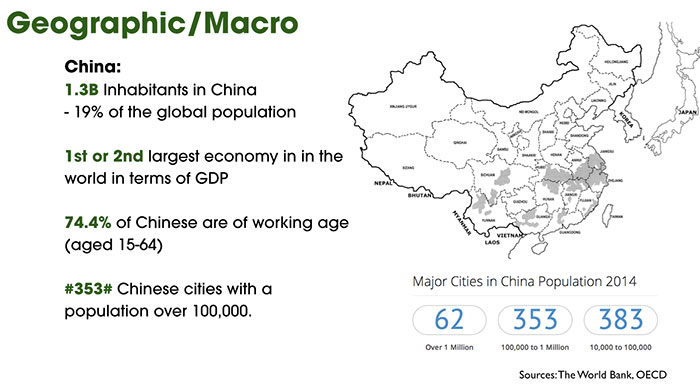 Geographic/Macro
China:
1.3B Inhabitants in China
- 19% of the global population
1st or 2nd largest economy in in the
world in terms of GDP
74.4% of Chinese are of working age
(aged 15-64)
#353# Chinese cities with a
population over 100,000.
HEILONGJIANG
JILIN
LIAONING
KOREA
JAPAN
XINJIANG UYGUR
NEI MONGOL
HEBEI
SHANXI
SHANDONG
QINGHAI
GANSU
SHAANXI
HENAN
JIANGSU
ANHUI
XIZANG
SICHUAN
HUBEI
ZHEJIANG
NEPAL
BHUTAN
HUNAN
JIANGXI
GUIZHOU
FUJIAN
YUNNAN
GUANGXI
TAIWAN
GUANGDONG
MYANMAR
VIETNAM
LAOS
Major Cities in China Population 2014
62
353
383
Over 1 Million
100,000 to 1 Million
10,000 to 100,000
Sources: The World Bank, OECD